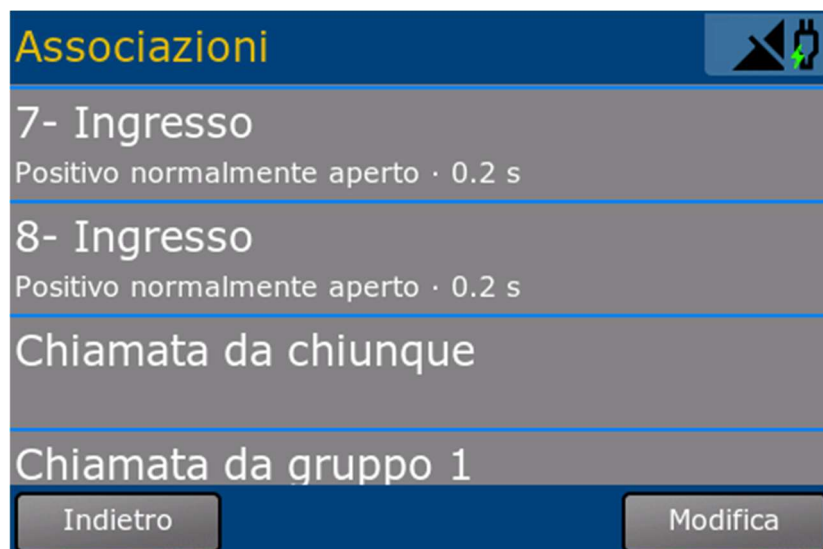 Associazioni
7- Ingresso
Positivo normalmente aperto · 0.2 s
8- Ingresso
Positivo normalmente aperto · 0.2 s
Chiamata da chiunque
Chiamata da gruppo 1
Indietro
Modifica